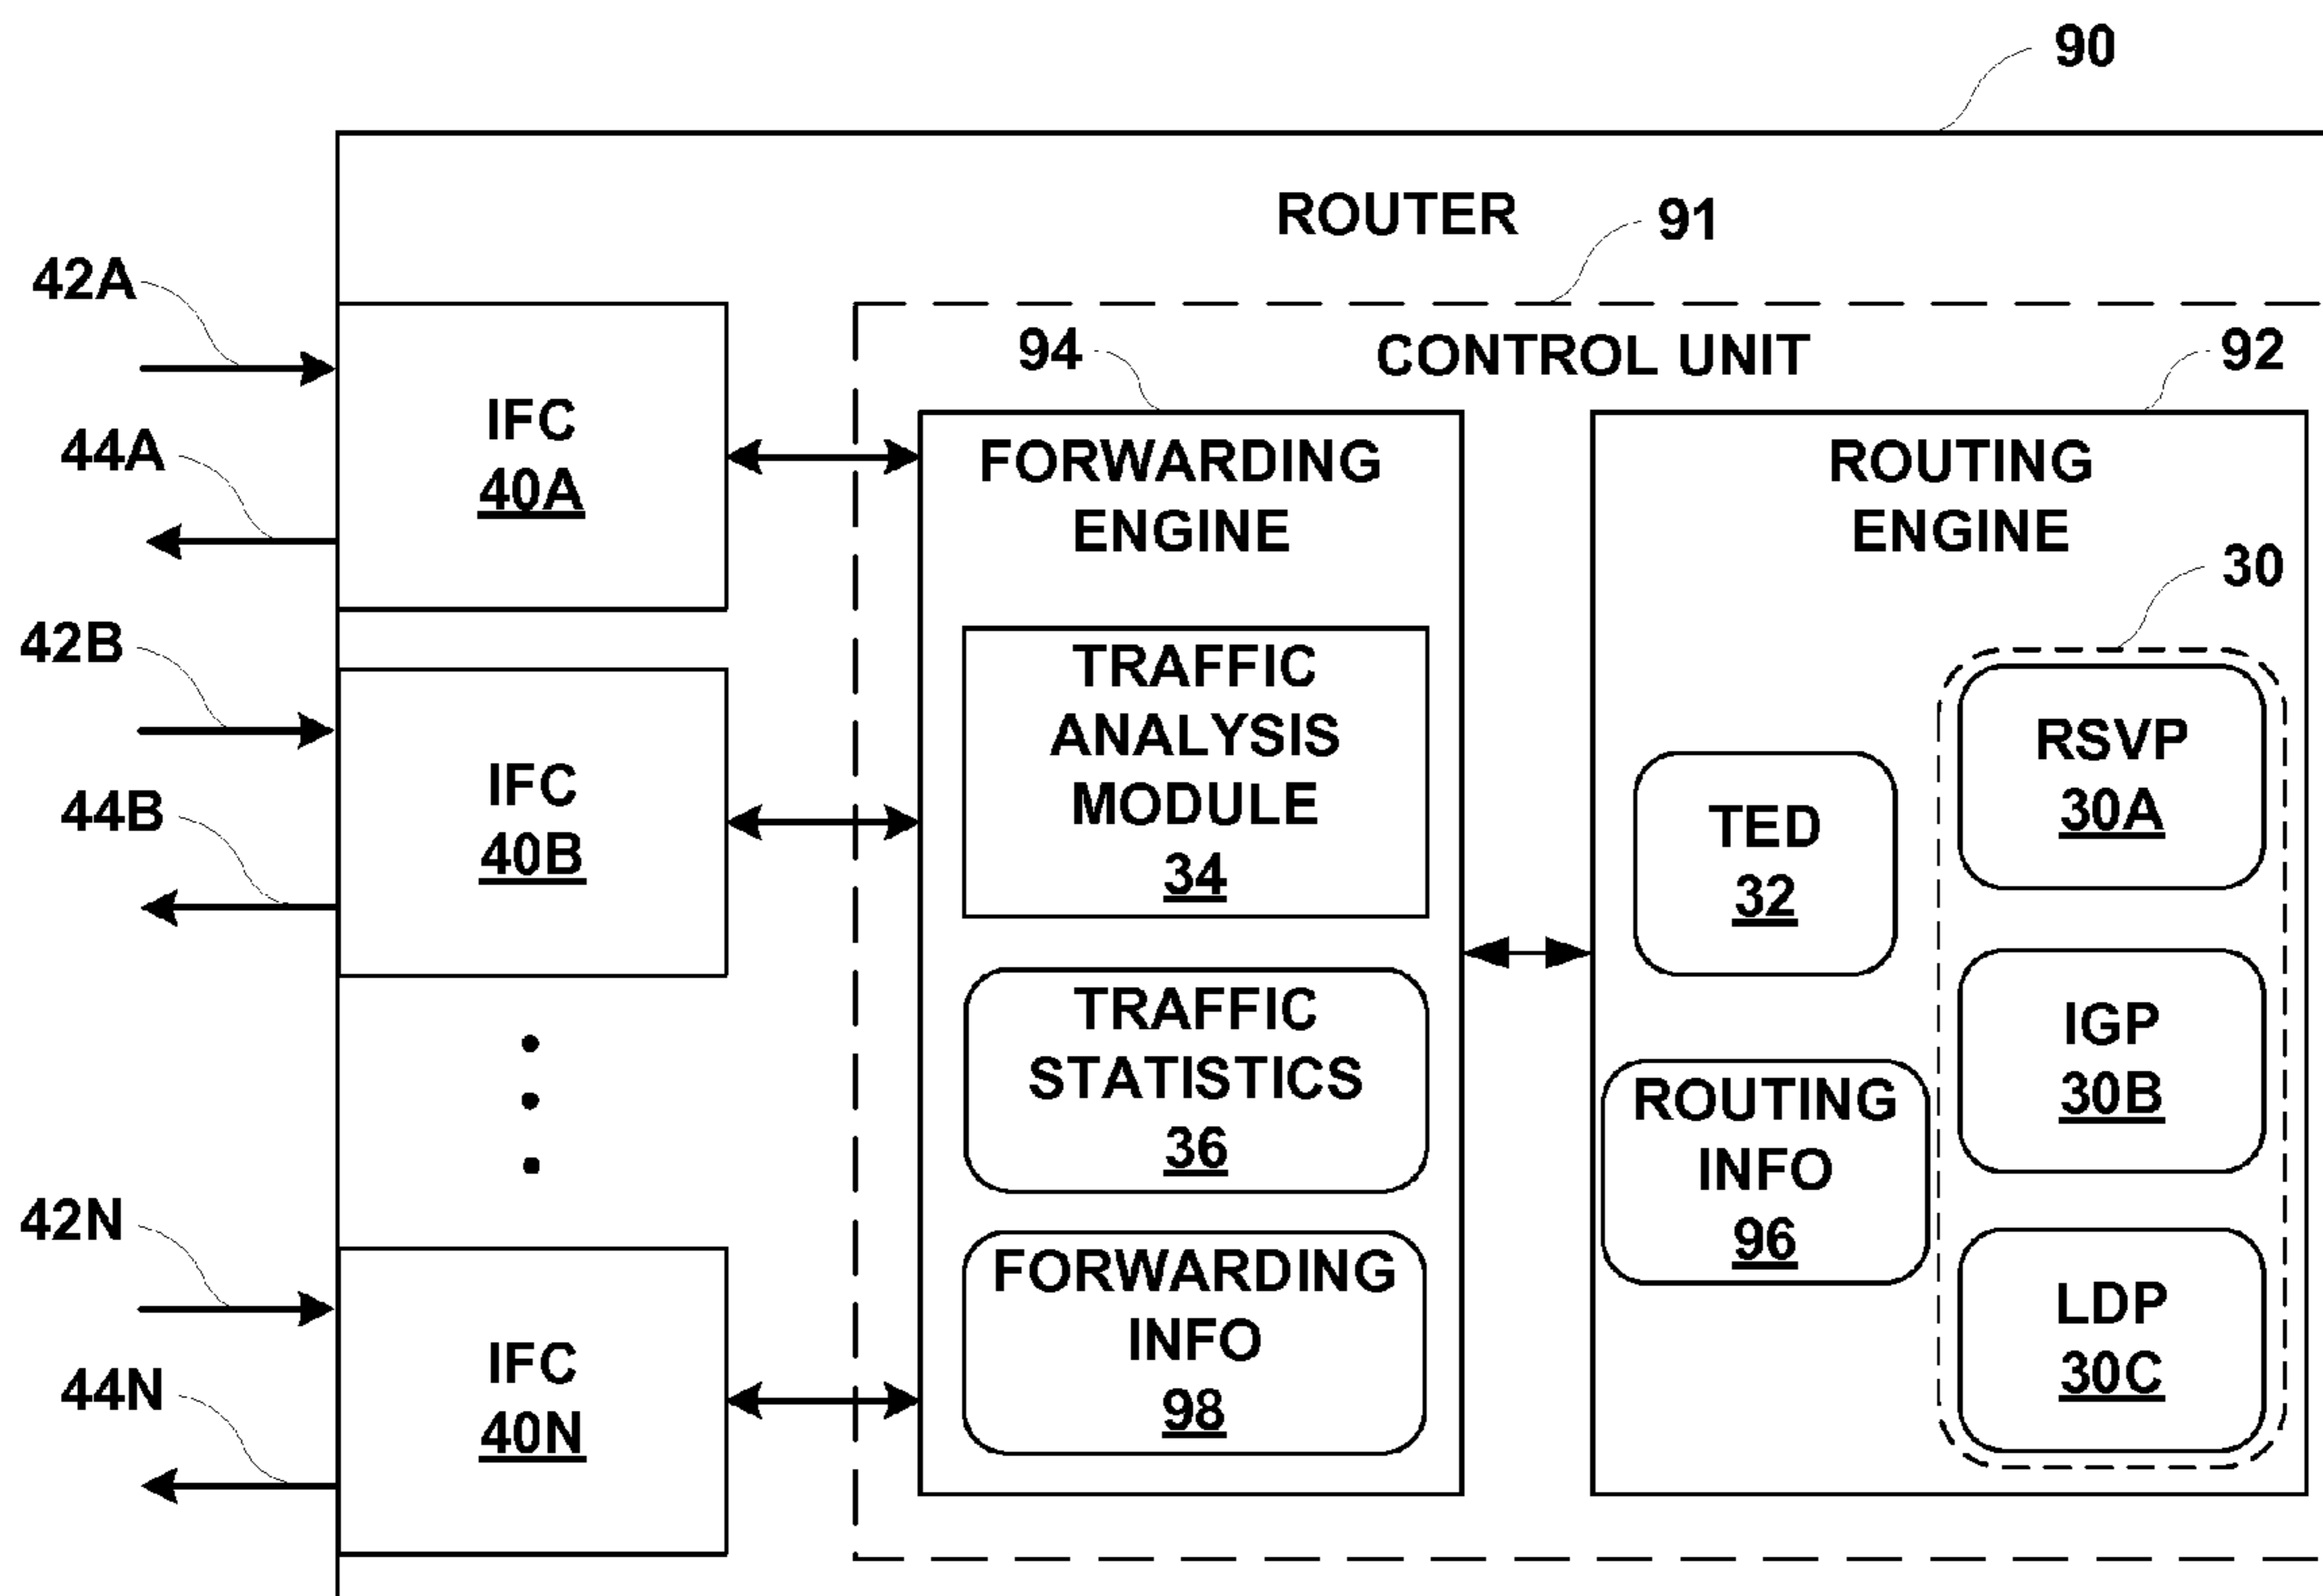 90
ROUTER
91
42A
44A
IFC
40A
42B
44B
IFC
40B
42N
44N
IFC
40N
CONTROL UNIT
94
FORWARDING
ENGINE
TRAFFIC
ANALYSIS
MODULE
34
TRAFFIC
STATISTICS
36
FORWARDING
INFO
98
92
ROUTING
ENGINE
30
TED
32
ROUTING
INFO
96
RSVP
30A
IGP
30B
LDP
30C